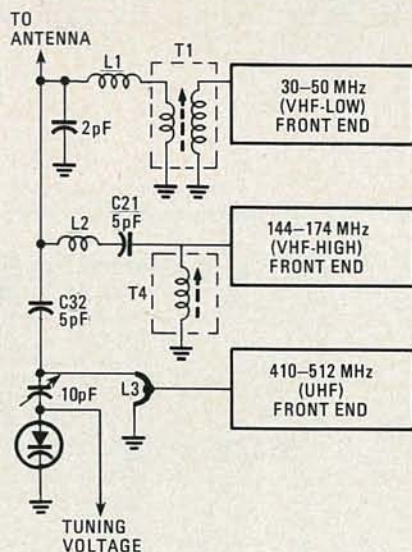 TO
ANTENNA
L1
T1
2pF
30–50 MHz
(VHF-LOW)
FRONT END
L2
C21
5pF
144–174 MHz
(VHF-HIGH)
FRONT END
T4
C32
5pF
10pF
L3
410–512 MHz
(UHF)
FRONT END
TUNING
VOLTAGE